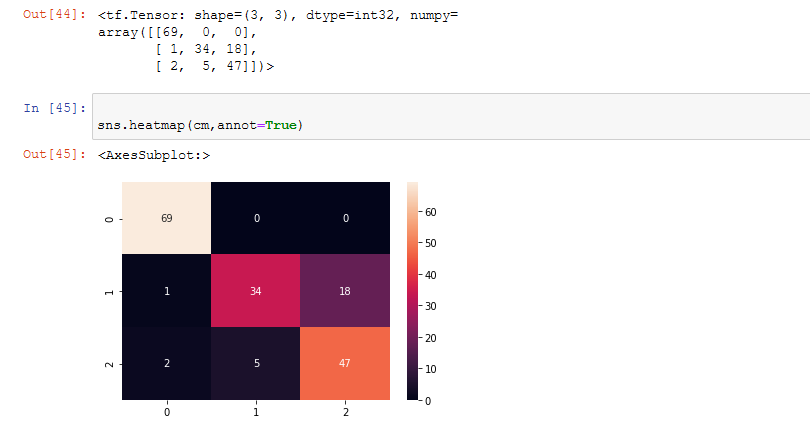 Out[44]: <tf.Tensor: shape=(3, 3), dtype=int32, numpy=
array([[69,  0,  0],
       [ 1, 34, 18],
       [ 2,  5, 47]])>
In [45]:
sns.heatmap(cm,annot=True)
Out[45]: <AxesSubplot:>
0 69 0 0
1 1 34 18
2 2 5 47
0 1 2
60
50
40
30
20
10
0